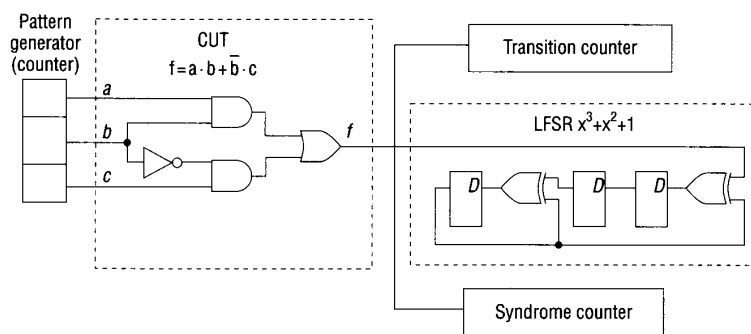 Pattern
generator
(counter)
CUT
f=a·b+b̅·c
Transition counter
LFSR x³+x²+1
a
b
c
f
D
D
D
Syndrome counter